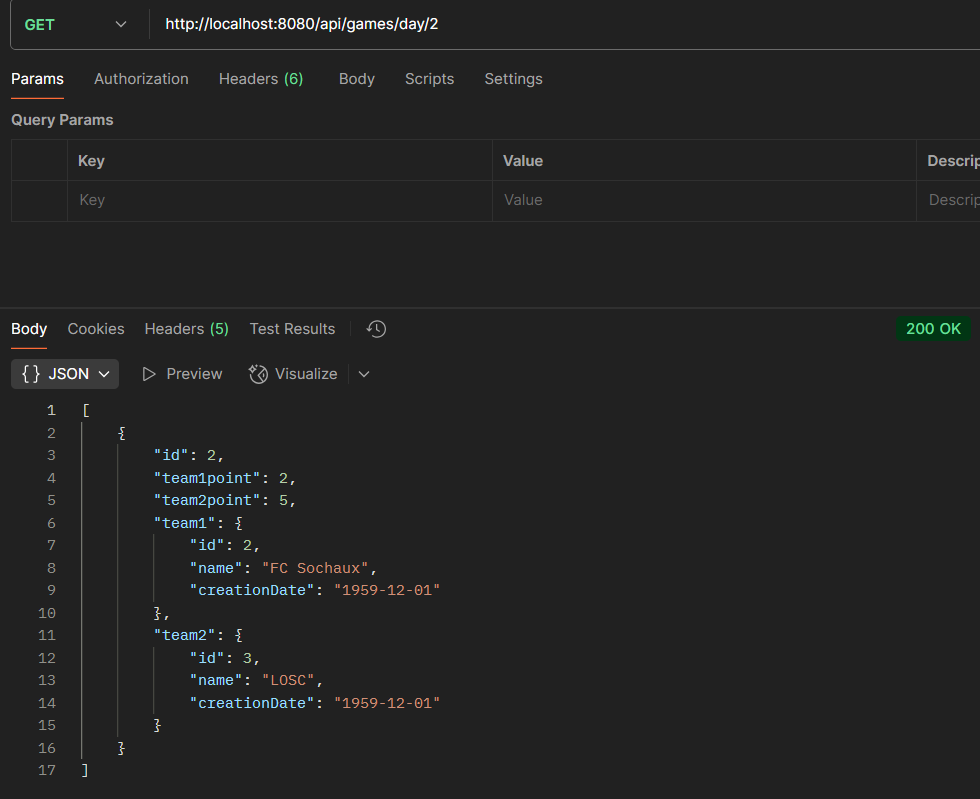 GET http://localhost:8080/api/games/day/2
Params Authorization Headers (6) Body Scripts Settings
Query Params
Key Value Descrip
Key Value Descrip
Body Cookies Headers (5) Test Results 200 OK
{} JSON Preview Visualize
1 [
2 {
3 "id": 2,
4 "team1point": 2,
5 "team2point": 5,
6 "team1": {
7 "id": 2,
8 "name": "FC Sochaux",
9 "creationDate": "1959-12-01"
10 },
11 "team2": {
12 "id": 3,
13 "name": "LOSC",
14 "creationDate": "1959-12-01"
15 }
16 }
17 ]